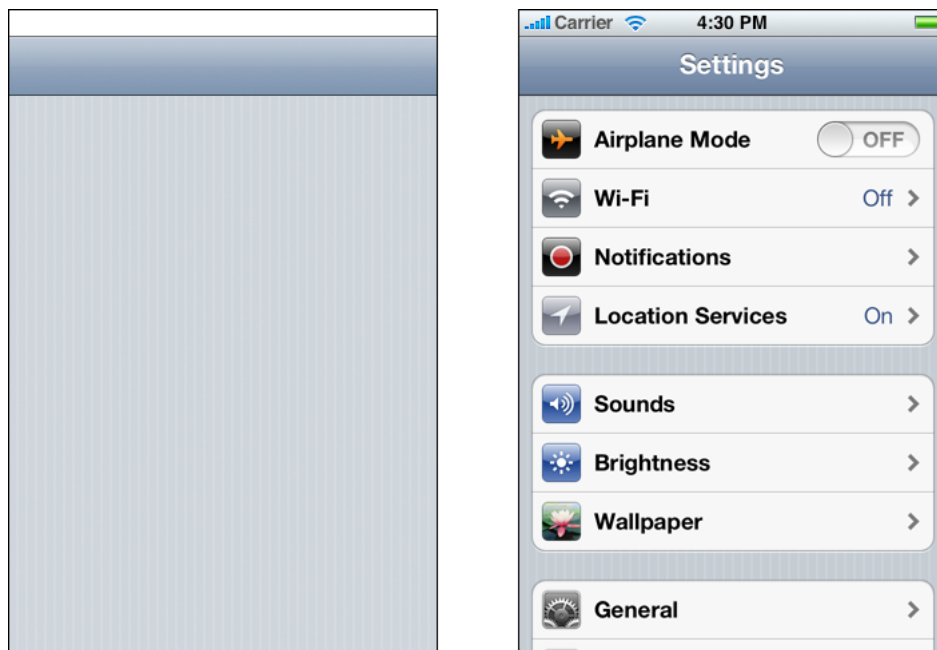 Carrier 4:30 PM
Settings
Airplane Mode OFF
Wi-Fi Off
Notifications
Location Services On
Sounds
Brightness
Wallpaper
General